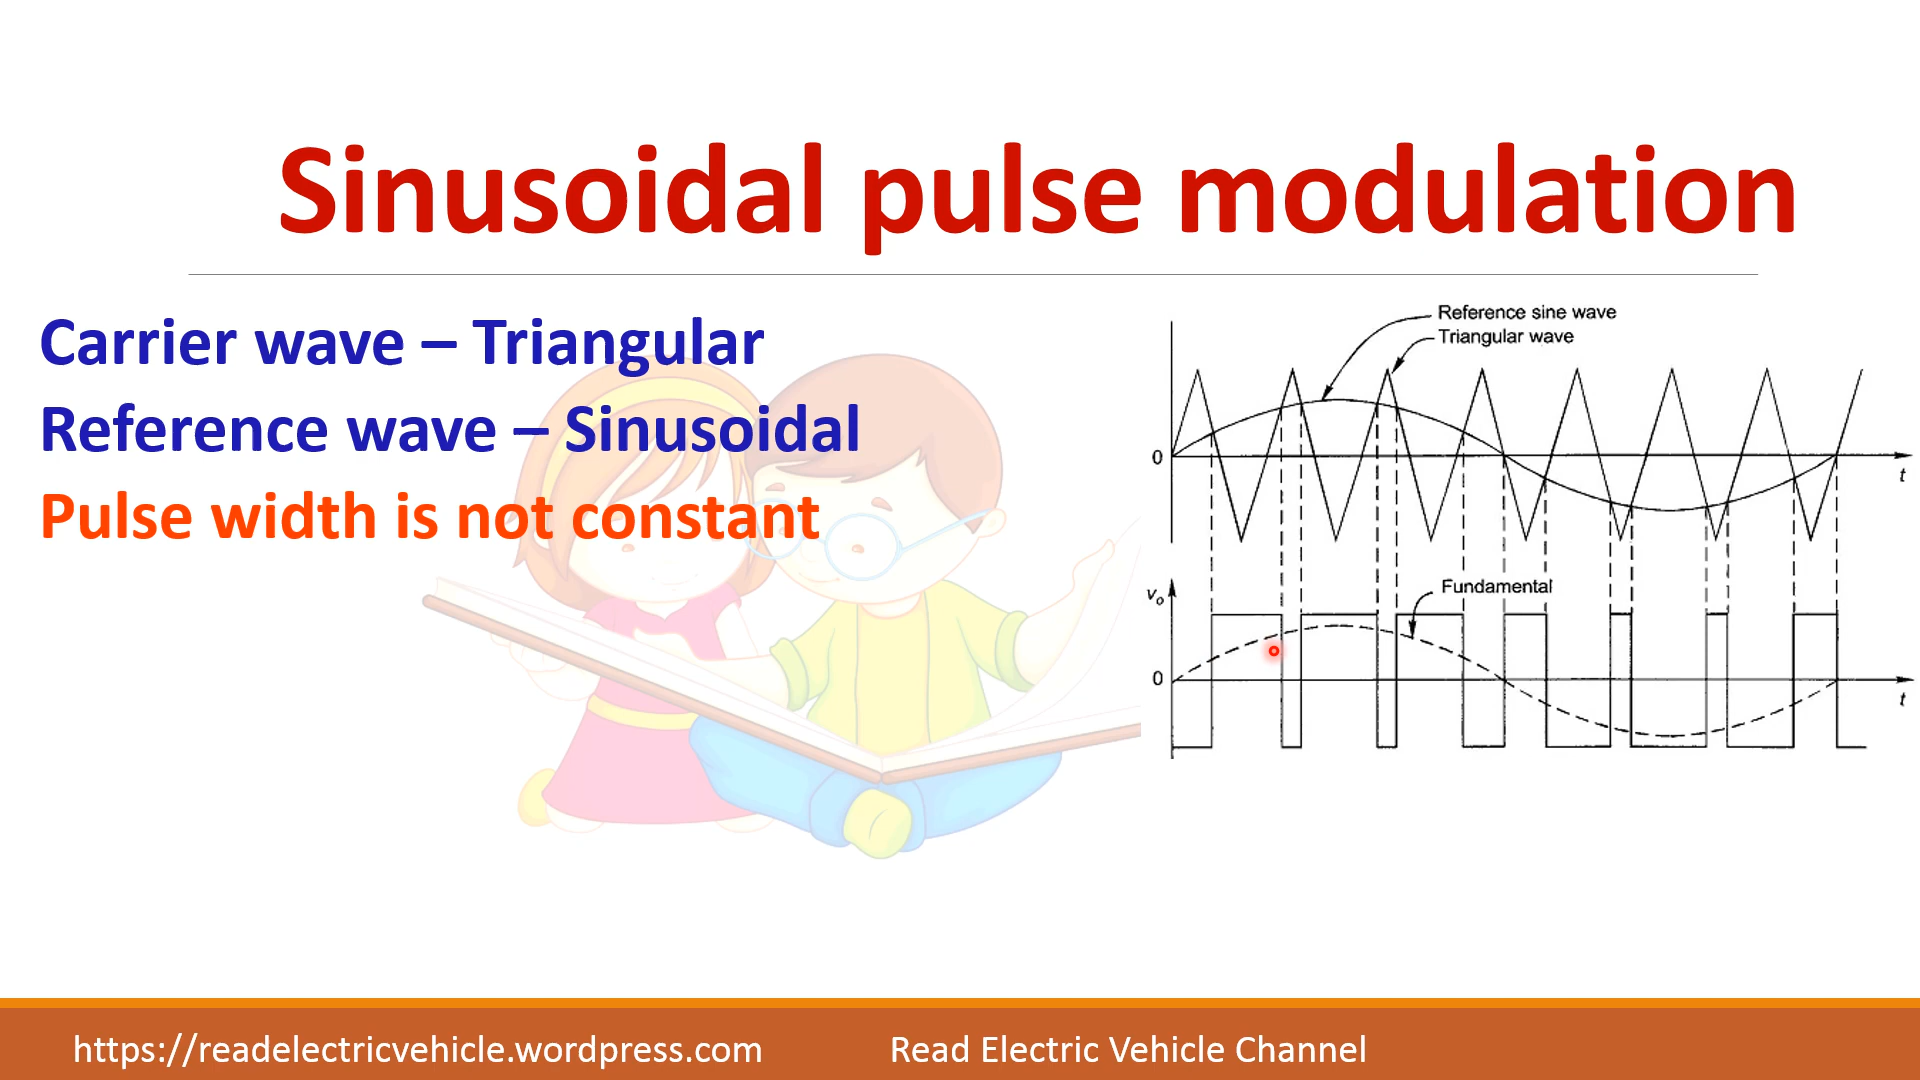 Sinusoidal pulse modulation
Carrier wave – Triangular
Reference wave – Sinusoidal
Pulse width is not constant
Reference sine wave
Triangular wave
0
t
Fundamental
vo
0
t
https://readelectricvehicle.wordpress.com
Read Electric Vehicle Channel